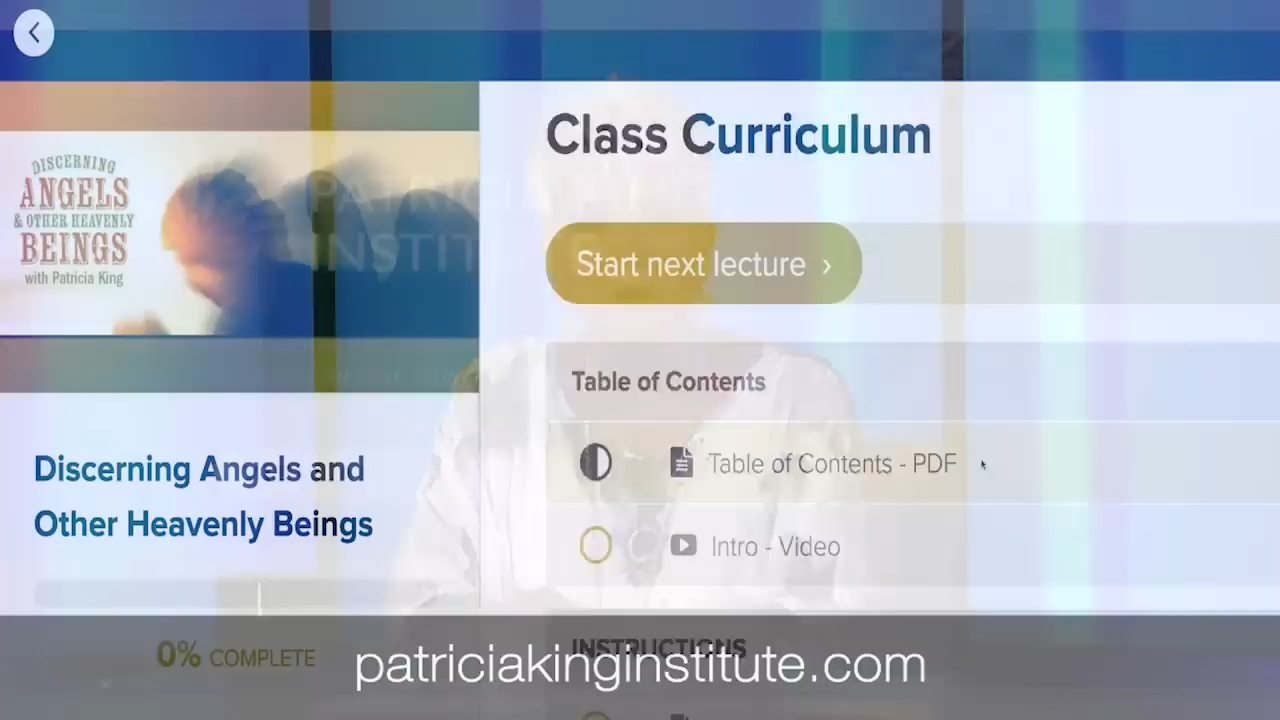 DISCERNING
ANGELS
& OTHER HEAVENLY
BEINGS
with Patricia King
Discerning Angels and
Other Heavenly Beings
0% COMPLETE
Class Curriculum
Start next lecture ›
Table of Contents
Table of Contents - PDF
Intro - Video
INSTRUCTIONS
patriciakinginstitute.com